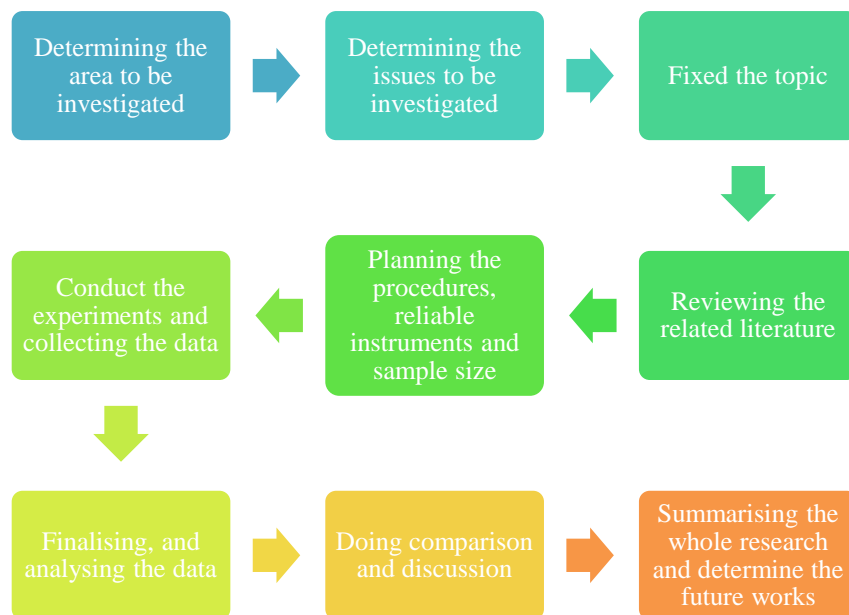 Determining the
area to be
investigated
Determining the
issues to be
investigated
Fixed the topic
Reviewing the
related literature
Planning the
procedures,
reliable
instruments and
sample size
Conduct the
experiments and
collecting the data
Finalising, and
analysing the data
Doing comparison
and discussion
Summarising the
whole research
and determine the
future works